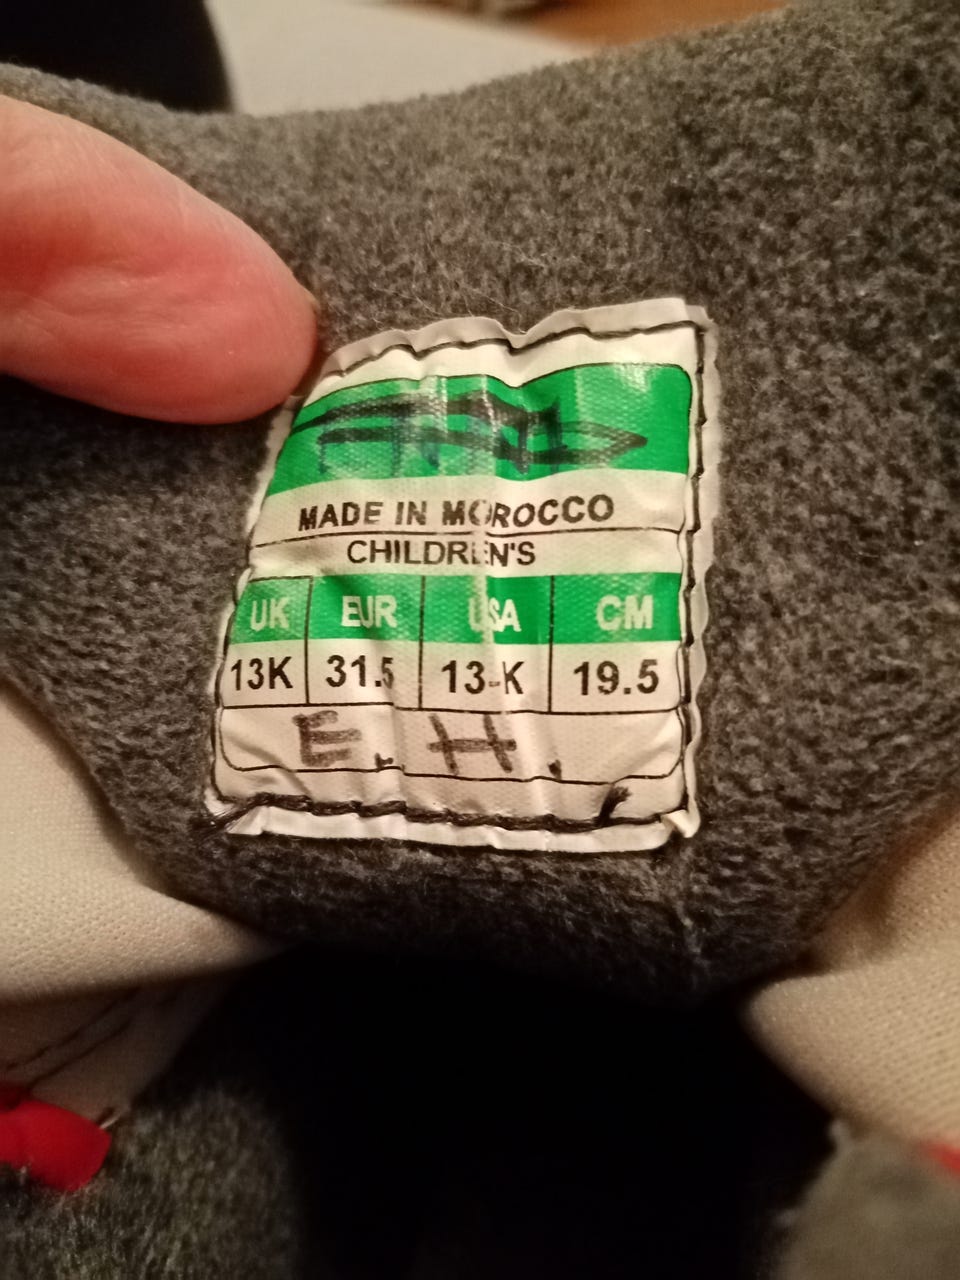 MADE IN MOROCCO
CHILDREN'S
UK EUR USA CM
13K 31.5 13-K 19.5
E. H.